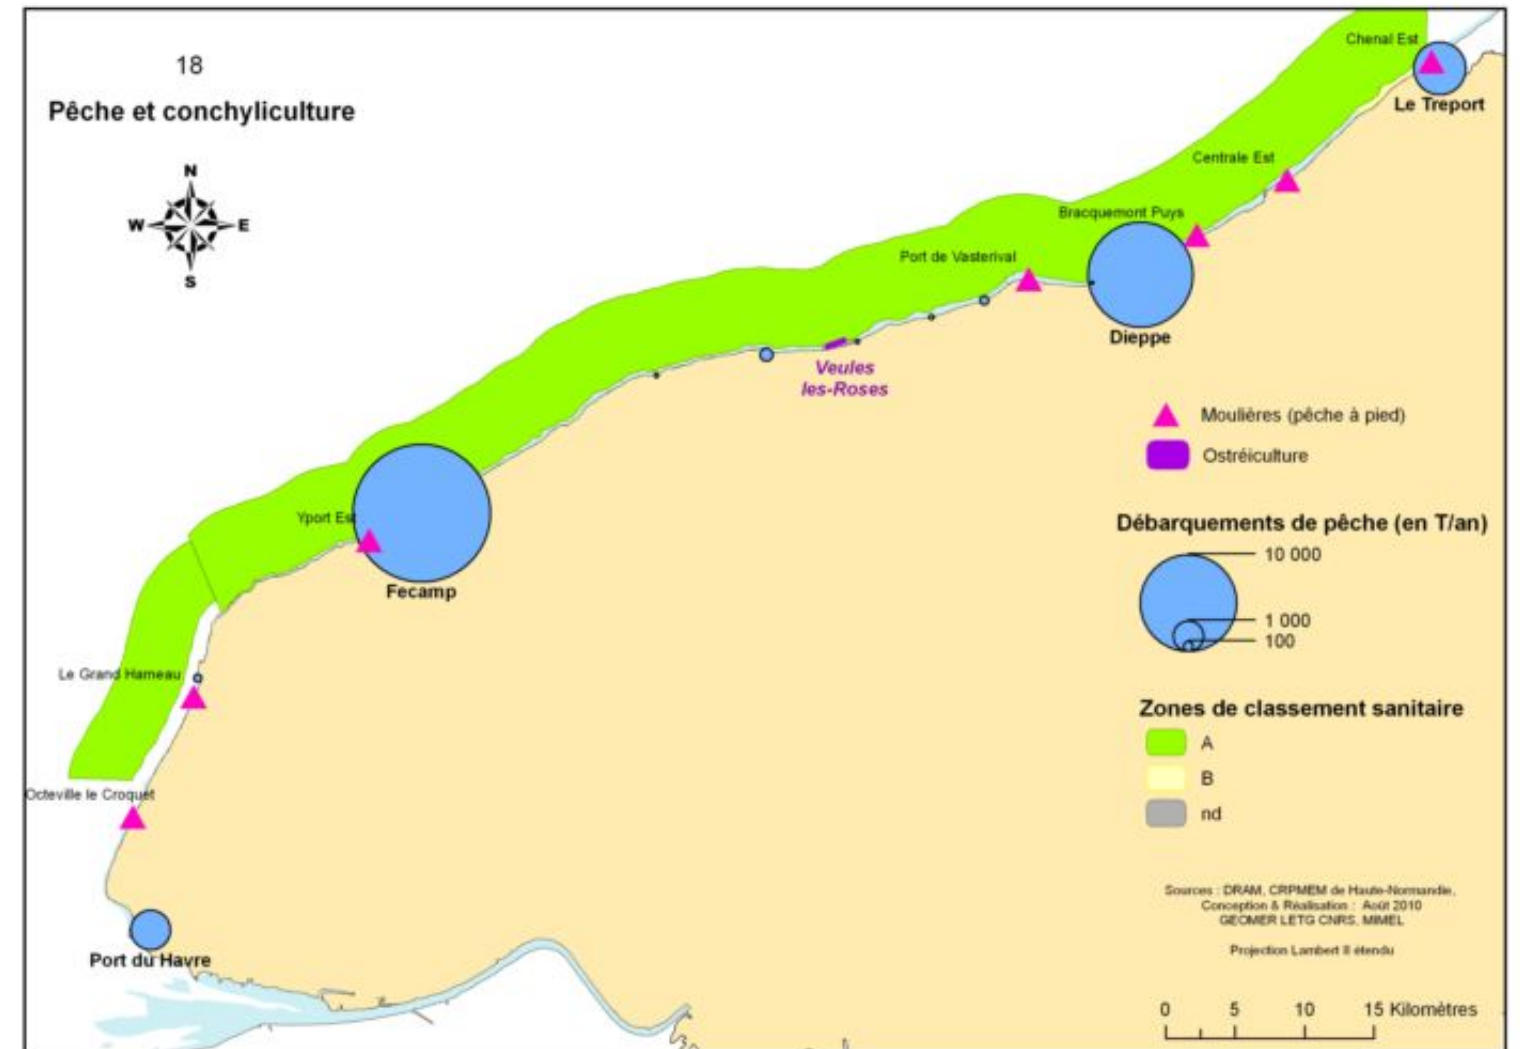 18
Pêche et conchyliculture
N
W
E
S
Chenal Est
Le Treport
Centrale Est
Bracquemont Puys
Port de Vasterival
Dieppe
Veules
les-Roses
Moulières (pêche à pied)
Ostréiculture
Yport Est
Fecamp
Débarquements de pêche (en T/an)
10 000
1 000
100
Le Grand Hameau
Zones de classement sanitaire
A
B
nd
Octeville le Croquet
Port du Havre
Sources : DRAM, CRPMEM de Haute-Normandie,
Conception & Réalisation : Août 2010
GEOMER LETG CNRS, MIMEL
Projection Lambert II étendu
0 5 10 15 Kilomètres